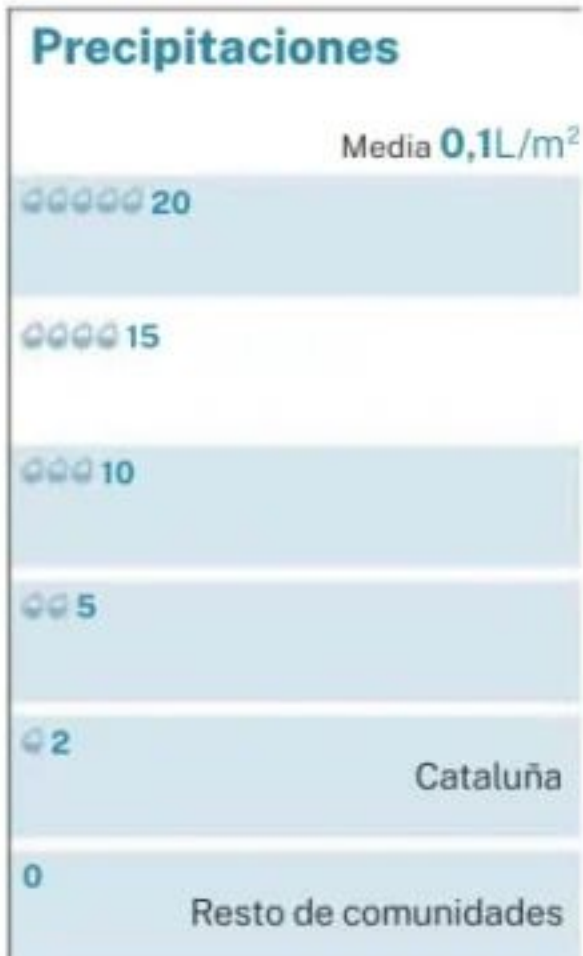 Precipitaciones
Media 0,1L/m²
20
15
10
5
2
Cataluña
0
Resto de comunidades